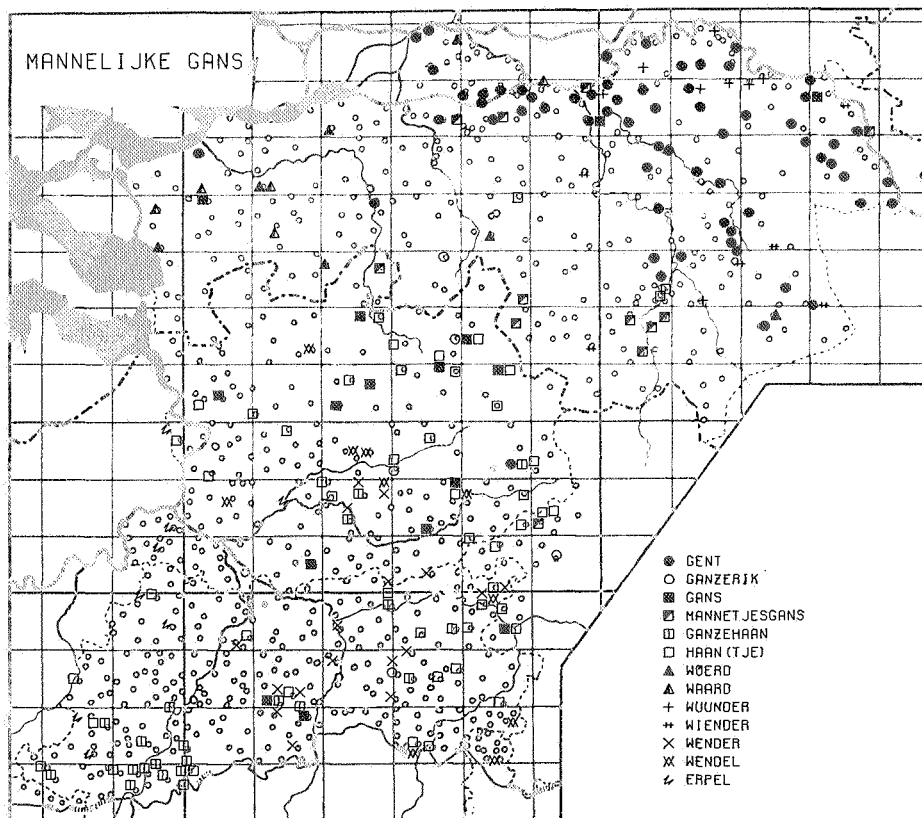 MANNELIJKE GANS
GENT
GANZERIK
GANS
MANNETJESGANS
GANZEHAAN
HAAN(TJE)
WOERD
WAARD
WUUNDER
WIENDER
WENDER
WENDEL
ERPEL